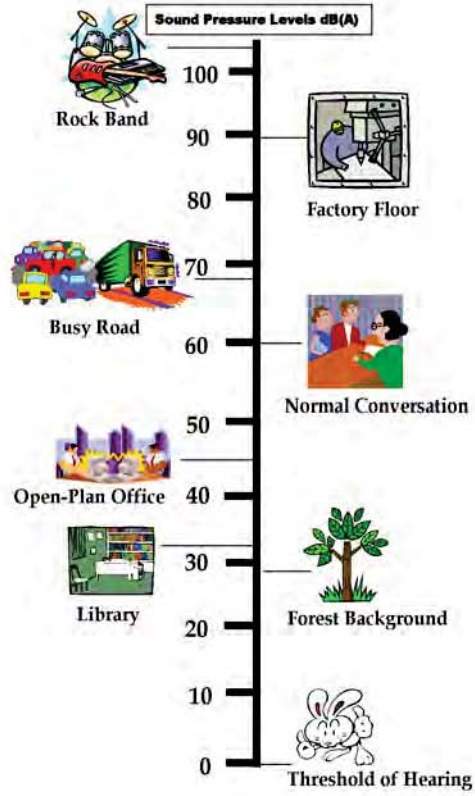 Sound Pressure Levels dB(A)
100
Rock Band
90
Factory Floor
80
70
Busy Road
60
Normal Conversation
50
Open-Plan Office
40
30
Library
Forest Background
20
10
0
Threshold of Hearing